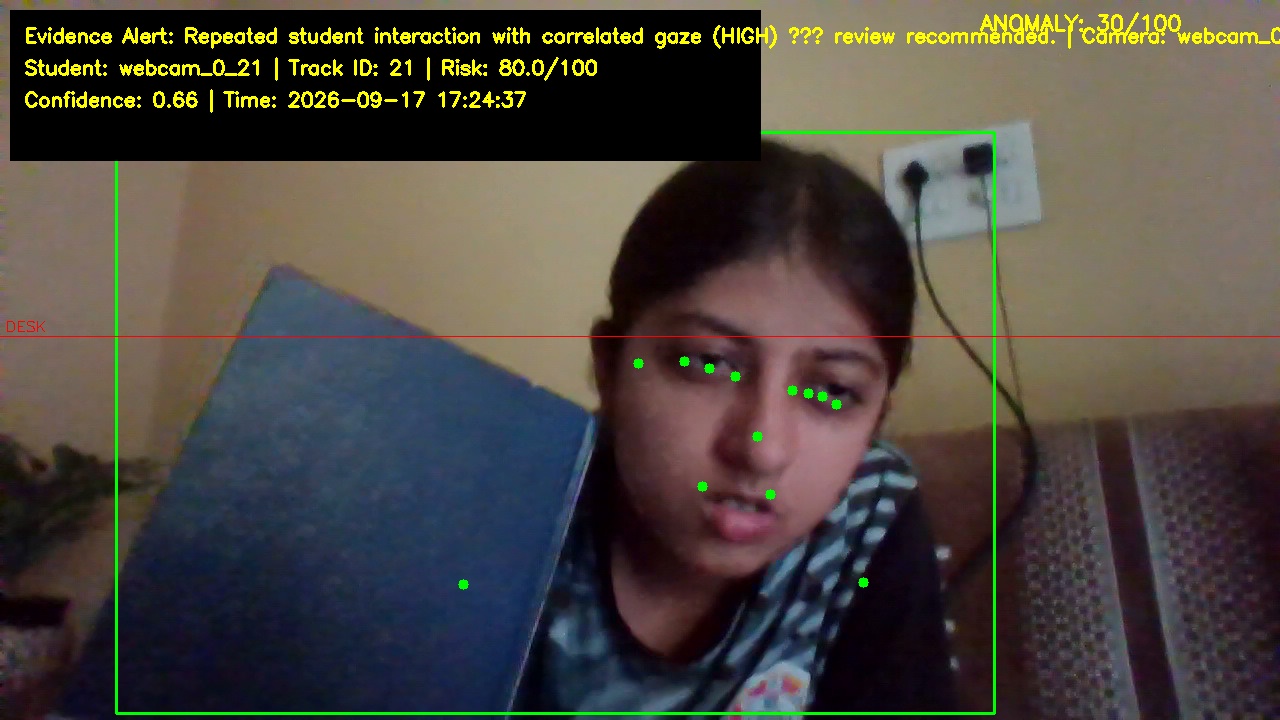 ANOMALY: 30/100
Evidence Alert: Repeated student interaction with correlated gaze (HIGH) ??? review recommended. | Camera: webcam_0
Student: webcam_0_21 | Track ID: 21 | Risk: 80.0/100
Confidence: 0.66 | Time: 2026-09-17 17:24:37
DESK